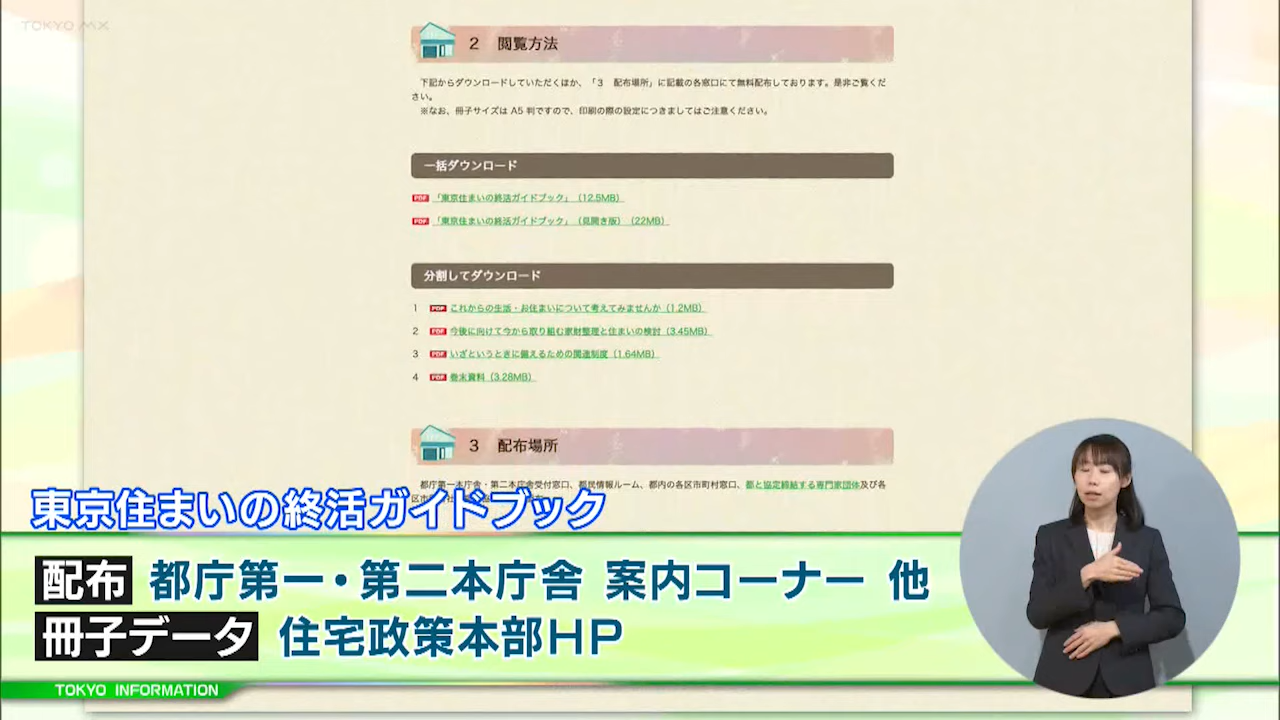 TOKYO MX
2 閲覧方法
下記からダウンロードしていただくほか、「3 配布場所」に記載の各窓口にて無料配布しております。是非ご覧くだ
さい。
※なお、冊子サイズは A5 判ですので、印刷の際の設定につきましてはご注意ください。
一括ダウンロード
PDF 「東京住まいの終活ガイドブック」（12.5MB）
PDF 「東京住まいの終活ガイドブック」（見開き版）（22MB）
分割してダウンロード
1 PDF これからの生活・お住まいについて考えてみませんか（1.2MB）
2 PDF 今後に向けて今から取り組む家財整理と住まいの検討（3.45MB）
3 PDF いざというときに備えるための関連制度（1.64MB）
4 PDF 巻末資料（3.28MB）
3 配布場所
都庁第一本庁舎・第二本庁舎受付窓口、都民情報ルーム、都内の各区市町村窓口、都と協定締結する専門家団体及び各
東京住まいの終活ガイドブック
配布 都庁第一・第二本庁舎 案内コーナー 他
冊子データ 住宅政策本部HP
TOKYO INFORMATION